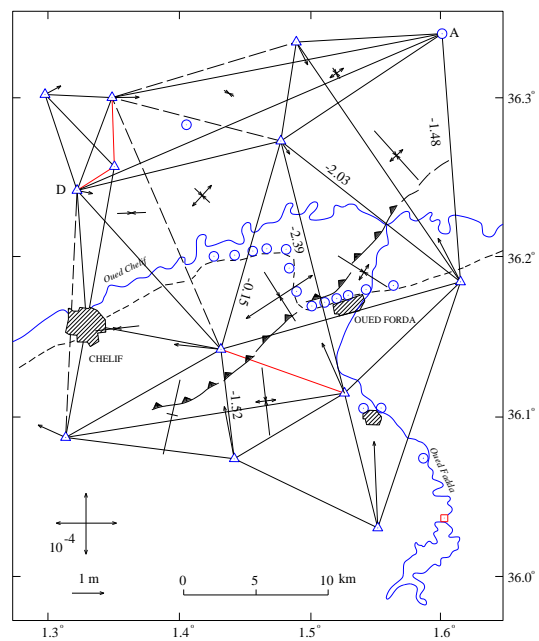 A
36.3°
-1.48
-2.03
D
36.2°
Oued Chelif
-2.39
-0.15
OUED FORDA
CHELIF
-1.52
36.1°
Oued Fadda
10 -4
1 m
0 5 10 km
36.0°
1.3° 1.4° 1.5° 1.6°